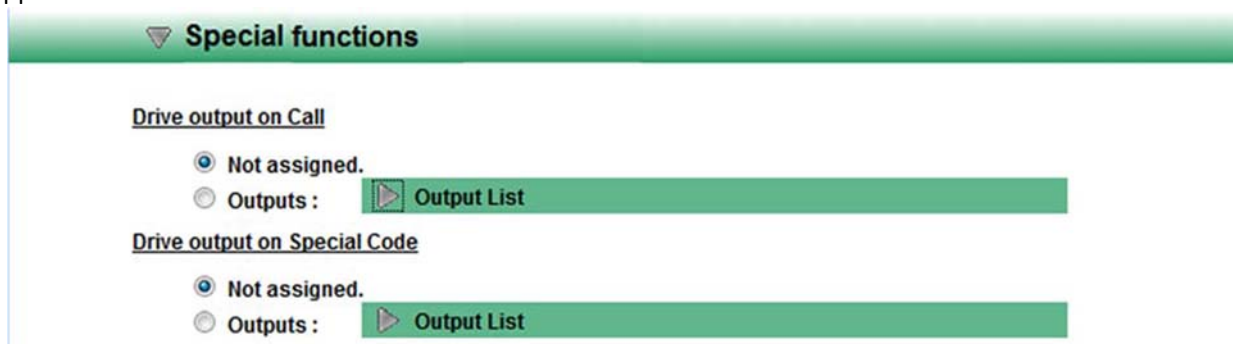 Special functions
Drive output on Call
Not assigned.
Outputs : Output List
Drive output on Special Code
Not assigned.
Outputs : Output List